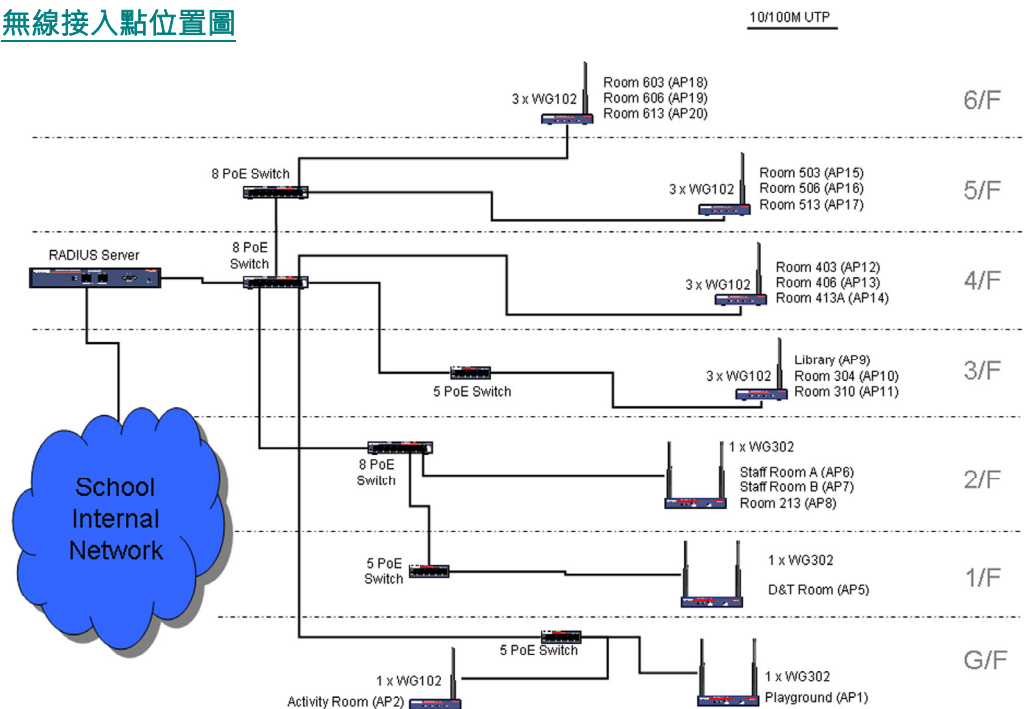 無線接入點位置圖
10/100M UTP
3 x WG102
Room 603 (AP18)
Room 606 (AP19)
Room 613 (AP20)
6/F
8 PoE Switch
3 x WG102
Room 503 (AP15)
Room 506 (AP16)
Room 513 (AP17)
5/F
RADIUS Server
8 PoE
Switch
3 x WG102
Room 403 (AP12)
Room 406 (AP13)
Room 413A (AP14)
4/F
5 PoE Switch
3 x WG102
Library (AP9)
Room 304 (AP10)
Room 310 (AP11)
3/F
8 PoE
Switch
1 x WG302
Staff Room A (AP6)
Staff Room B (AP7)
Room 213 (AP8)
2/F
School
Internal
Network
5 PoE
Switch
1 x WG302
D&T Room (AP5)
1/F
5 PoE Switch
1 x WG102
Activity Room (AP2)
1 x WG302
Playground (AP1)
G/F